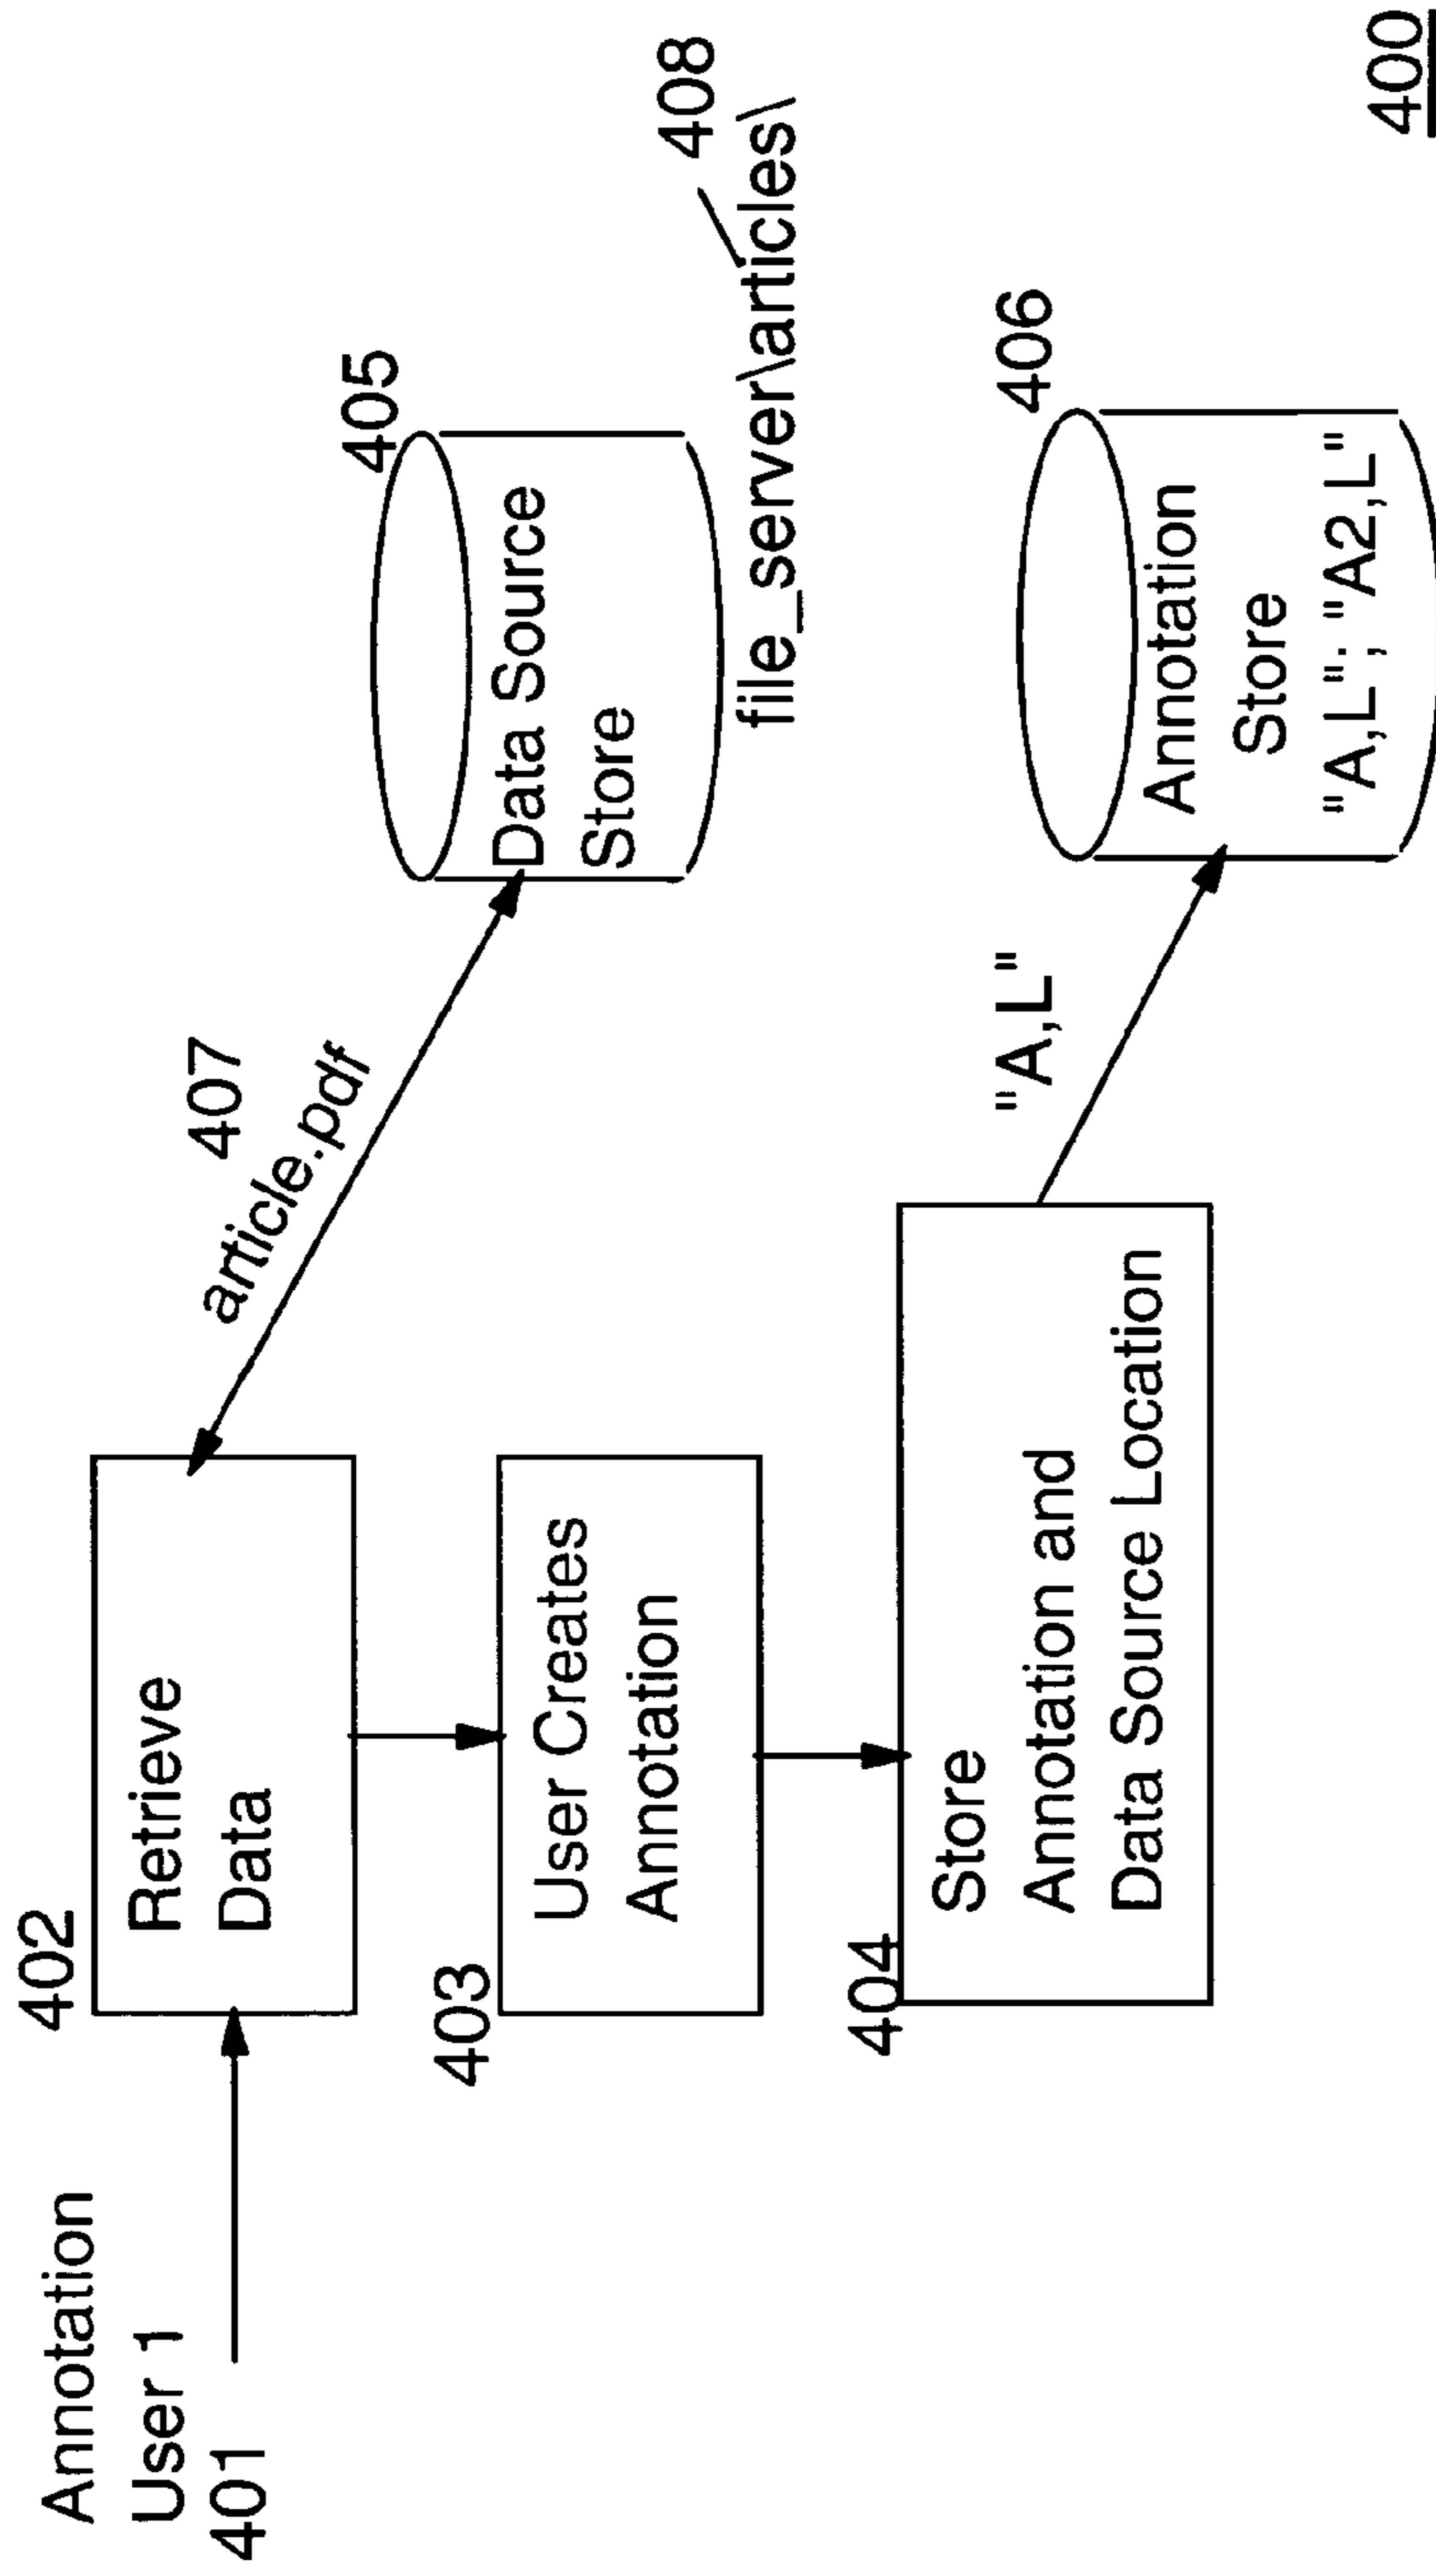 Annotation
User 1
401
402
Retrieve
Data
407
article.pdf
405
Data Source
Store
408
file_server\articles\
403
User Creates
Annotation
404
Store
Annotation and
Data Source Location
"A,L"
406
Annotation
Store
"A,L"; "A2,L"
400